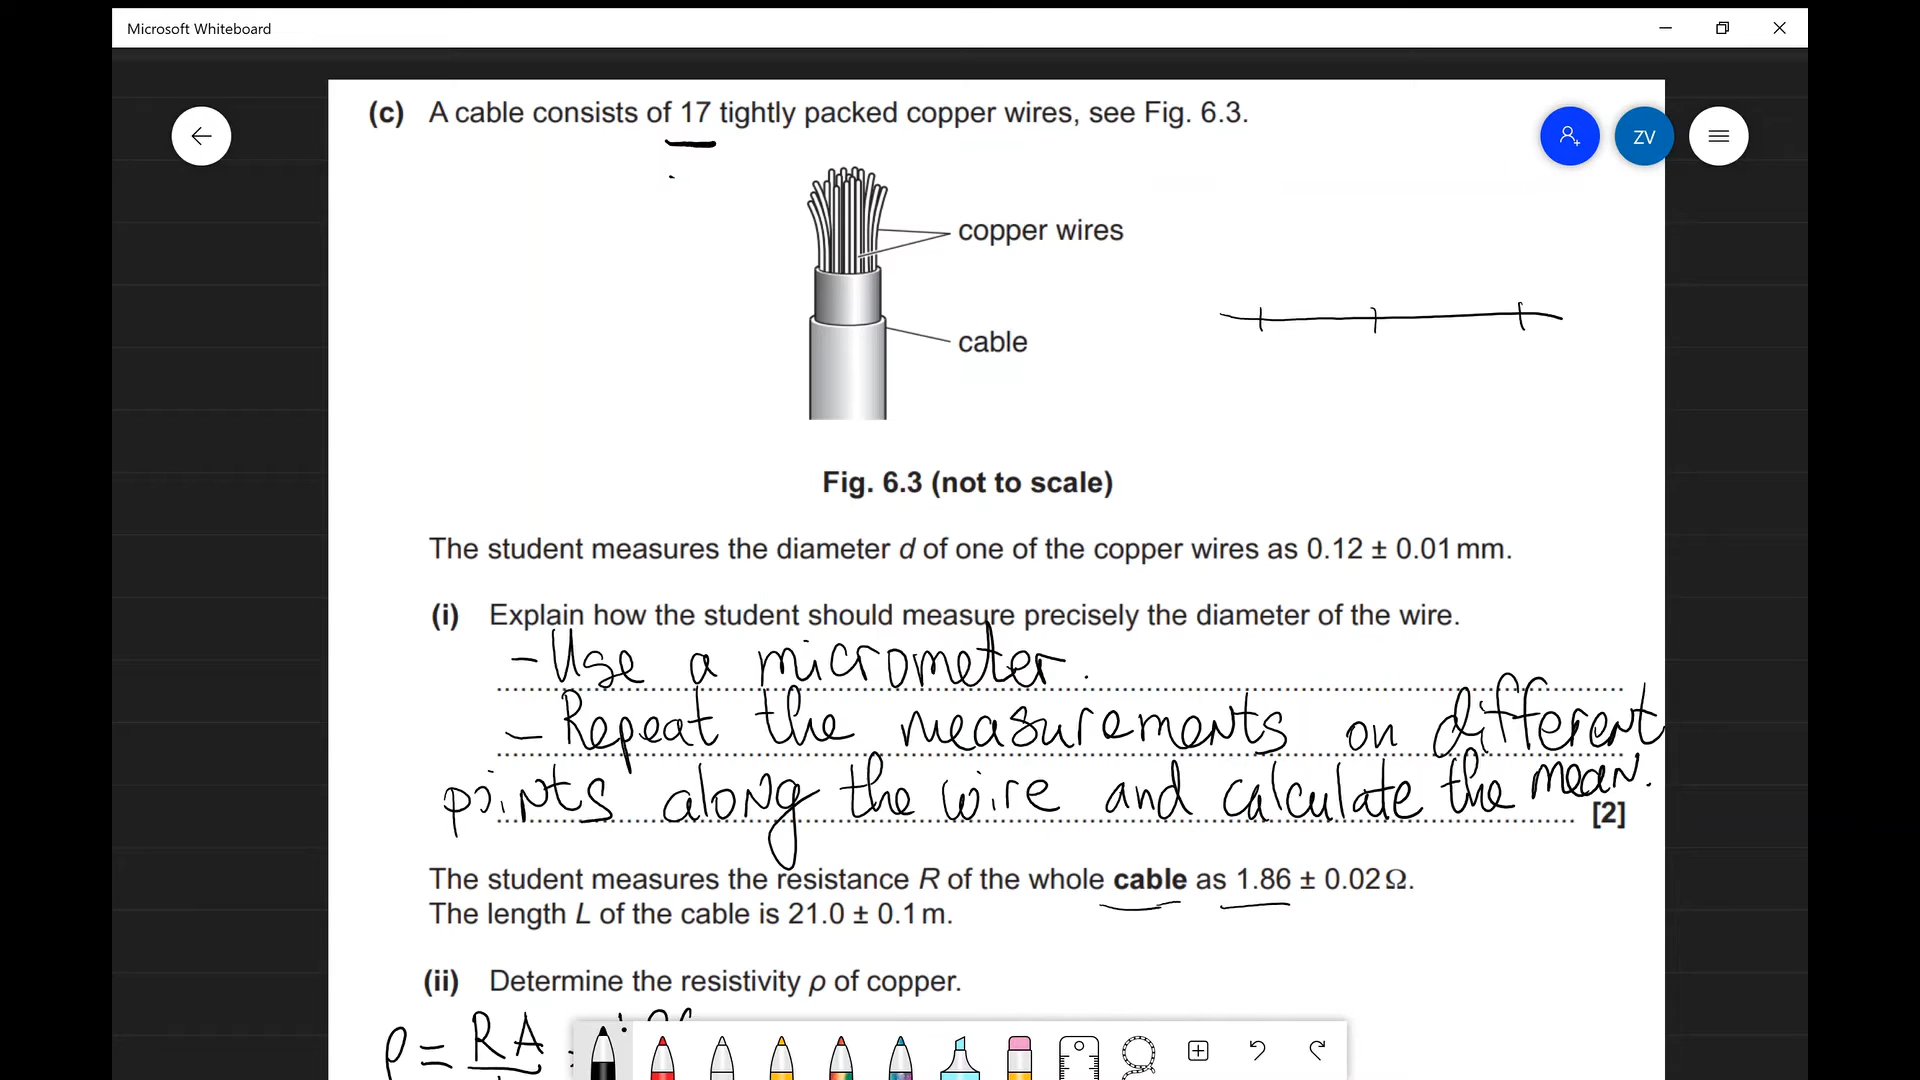 Microsoft Whiteboard
(c) A cable consists of 17 tightly packed copper wires, see Fig. 6.3.
ZV
copper wires
cable
Fig. 6.3 (not to scale)
The student measures the diameter d of one of the copper wires as 0.12 ± 0.01 mm.
(i) Explain how the student should measure precisely the diameter of the wire.
- Use a micrometer.
- Repeat the measurements on different
points along the wire and calculate the mean.
[2]
The student measures the resistance R of the whole cable as 1.86 ± 0.02 Ω.
The length L of the cable is 21.0 ± 0.1 m.
(ii) Determine the resistivity ρ of copper.
ρ = RA